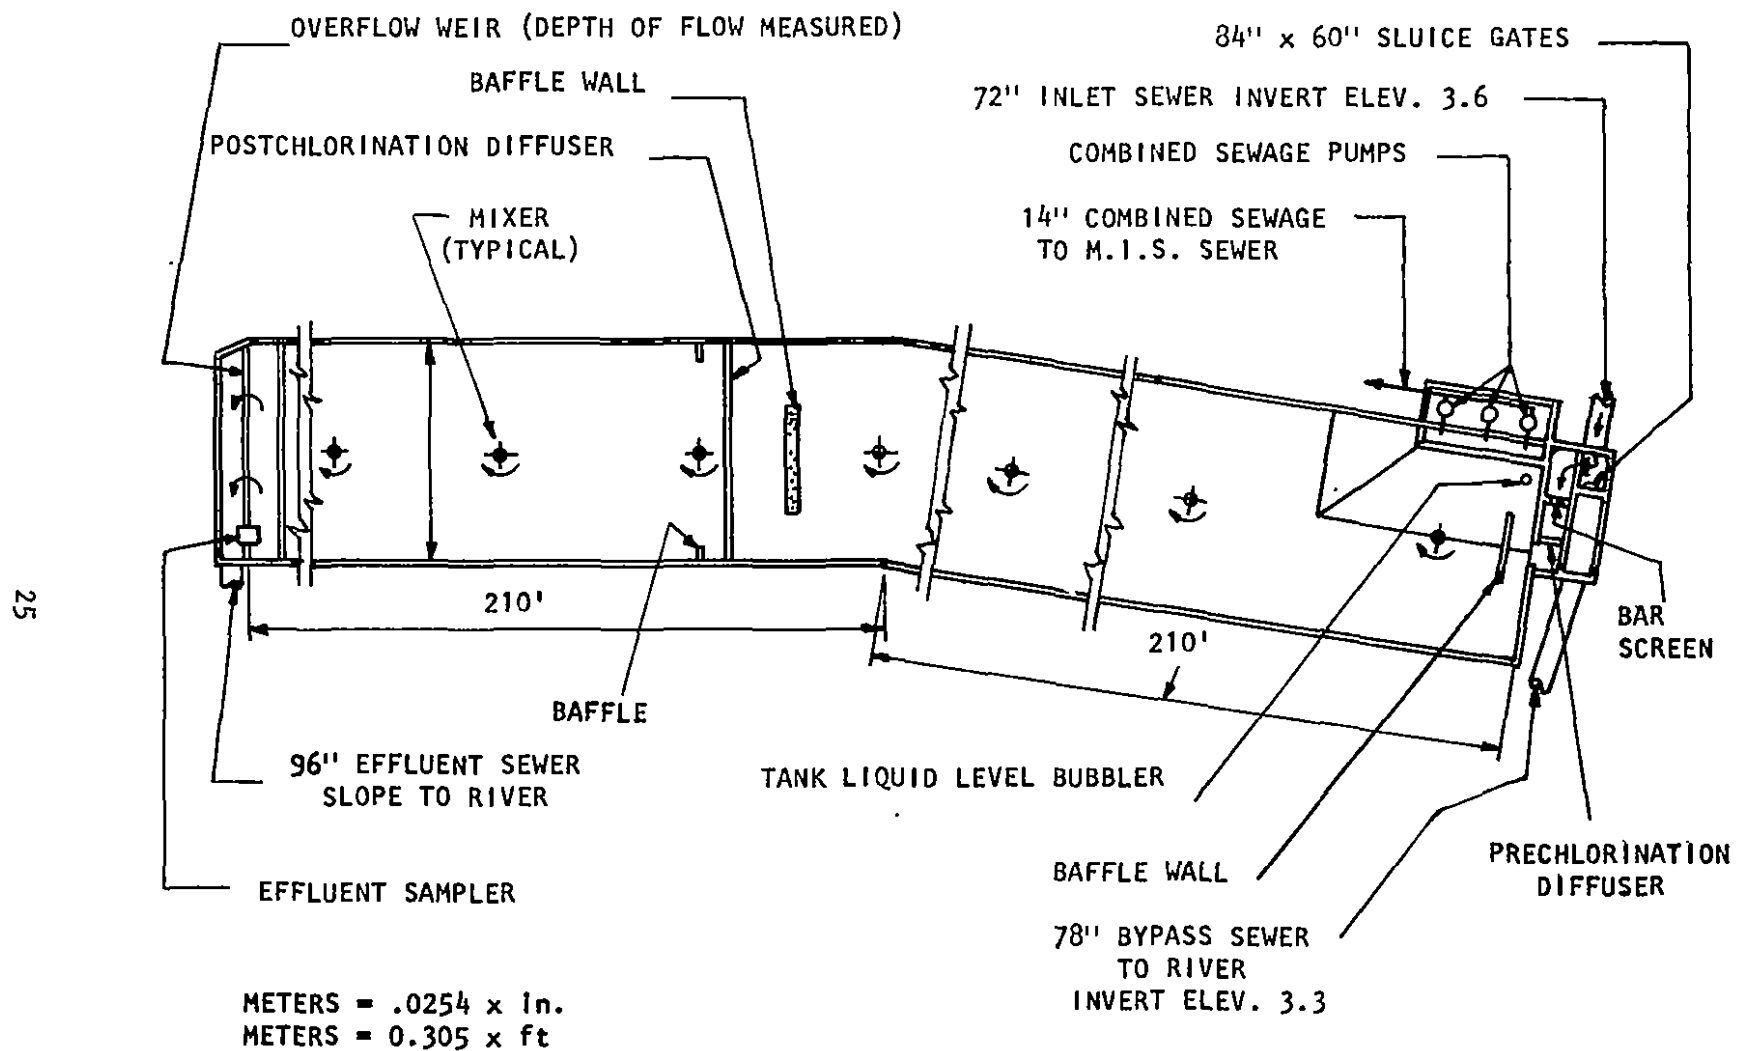 OVERFLOW WEIR (DEPTH OF FLOW MEASURED)
84" x 60" SLUICE GATES
BAFFLE WALL
72" INLET SEWER INVERT ELEV. 3.6
POSTCHLORINATION DIFFUSER
COMBINED SEWAGE PUMPS
MIXER
(TYPICAL)
14" COMBINED SEWAGE
TO M.I.S. SEWER
25
210'
210'
BAR
SCREEN
BAFFLE
96" EFFLUENT SEWER
SLOPE TO RIVER
TANK LIQUID LEVEL BUBBLER
PRECHLORINATION
DIFFUSER
BAFFLE WALL
EFFLUENT SAMPLER
78" BYPASS SEWER
TO RIVER
INVERT ELEV. 3.3
METERS = .0254 x in.
METERS = 0.305 x ft